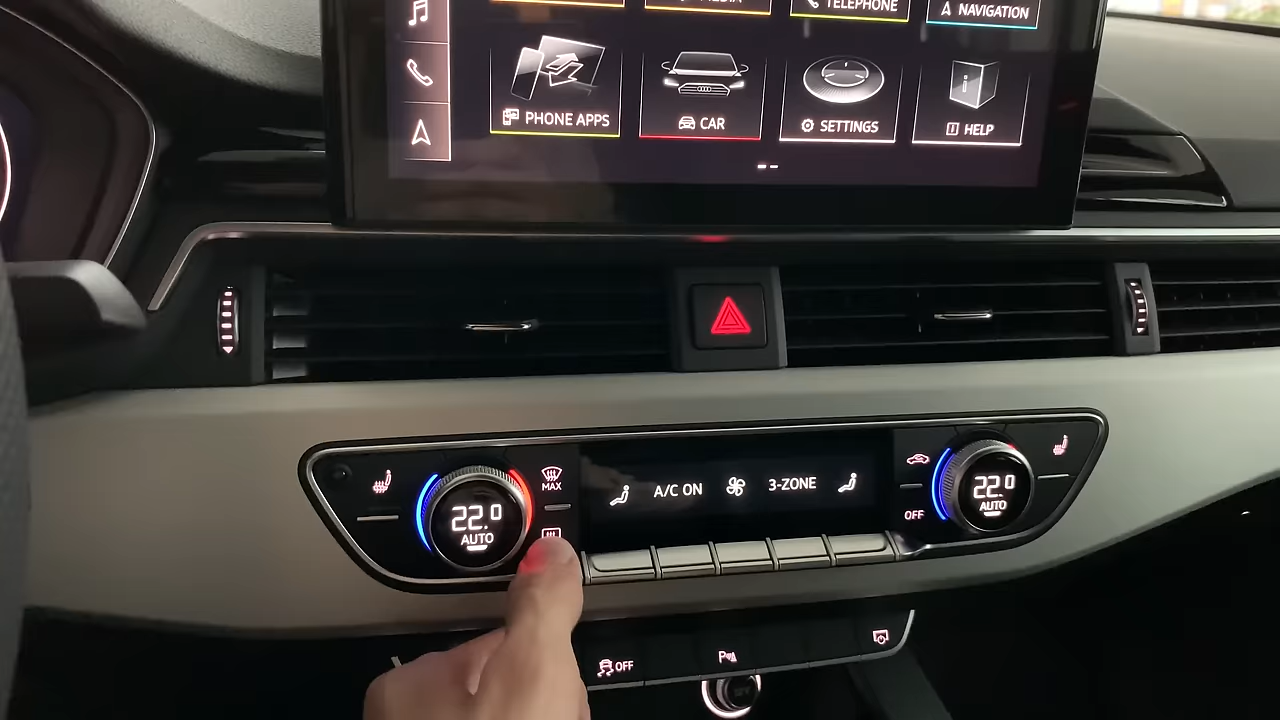 MEDIA
TELEPHONE
NAVIGATION
PHONE APPS
CAR
SETTINGS
HELP
MAX
A/C ON
3-ZONE
22.0
AUTO
22.0
AUTO
OFF
OFF
P